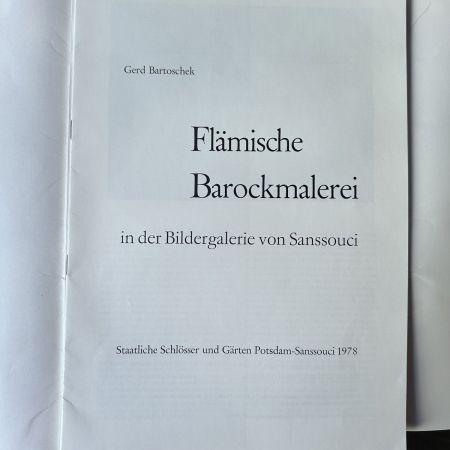 Gerd Bartoschek
Flämische
Barockmalerei
in der Bildergalerie von Sanssouci
Staatliche Schlösser und Gärten Potsdam-Sanssouci 1978